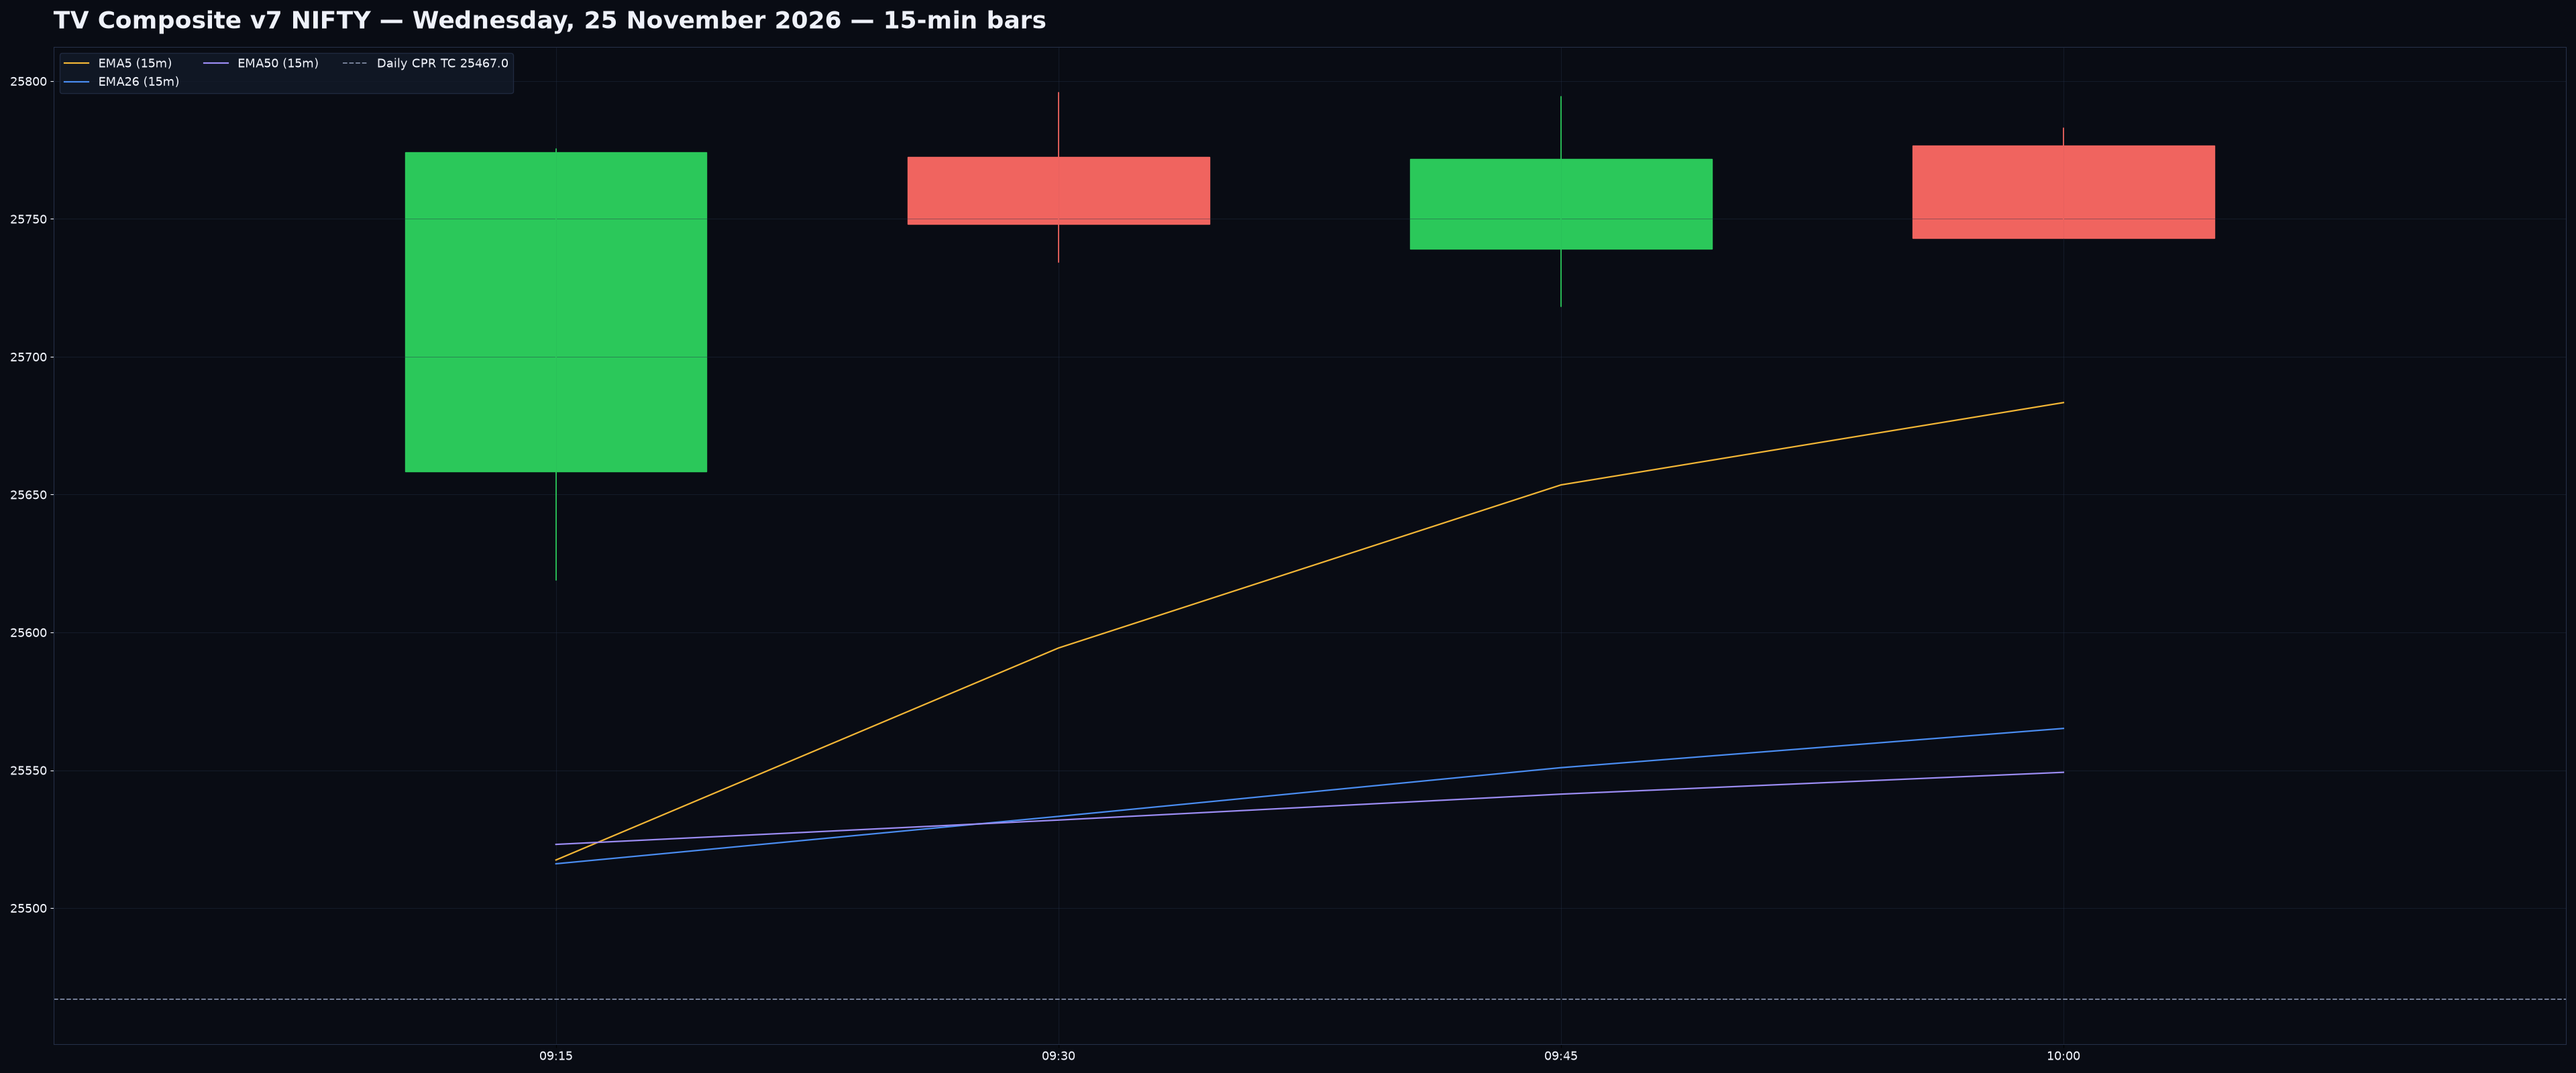 TV Composite v7 NIFTY — Wednesday, 25 November 2026 — 15-min bars
EMA5 (15m) EMA50 (15m) Daily CPR TC 25467.0
EMA26 (15m)
25800
25750
25700
25650
25600
25550
25500
09:15 09:30 09:45 10:00